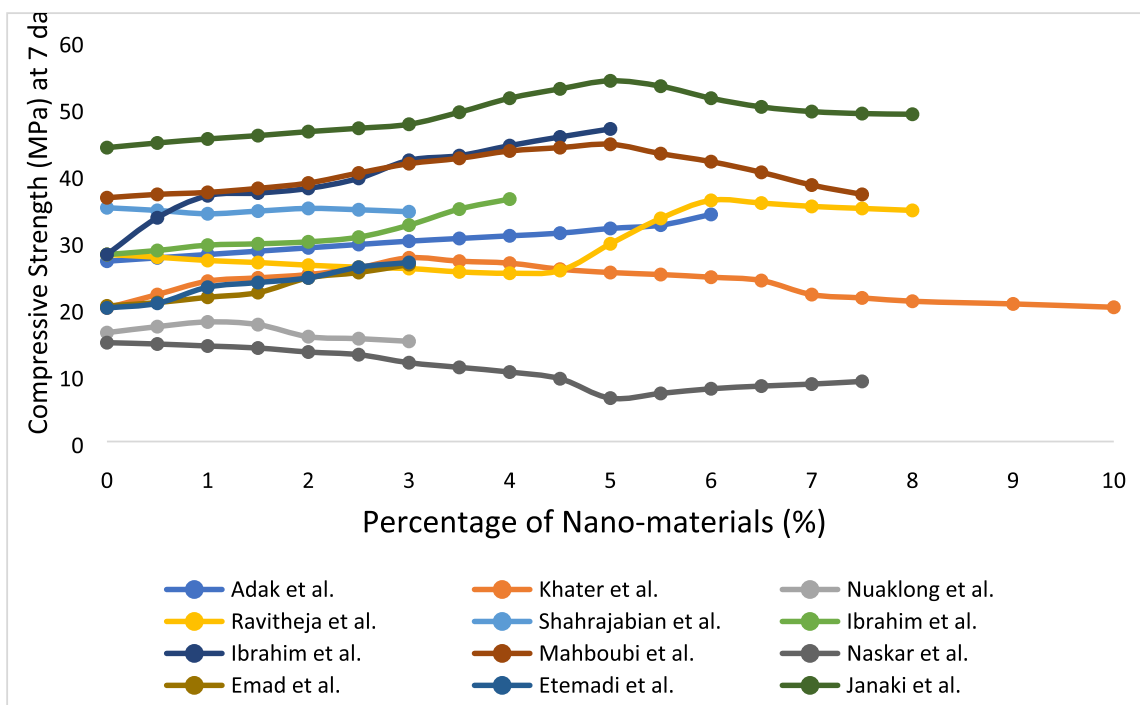 Compressive Strength (MPa) at 7 da
60
50
40
30
20
10
0
0 1 2 3 4 5 6 7 8 9 10
Percentage of Nano-materials (%)
Adak et al. Khater et al. Nuaklong et al.
Ravitheja et al. Shahrajabian et al. Ibrahim et al.
Ibrahim et al. Mahboubi et al. Naskar et al.
Emad et al. Etemadi et al. Janaki et al.